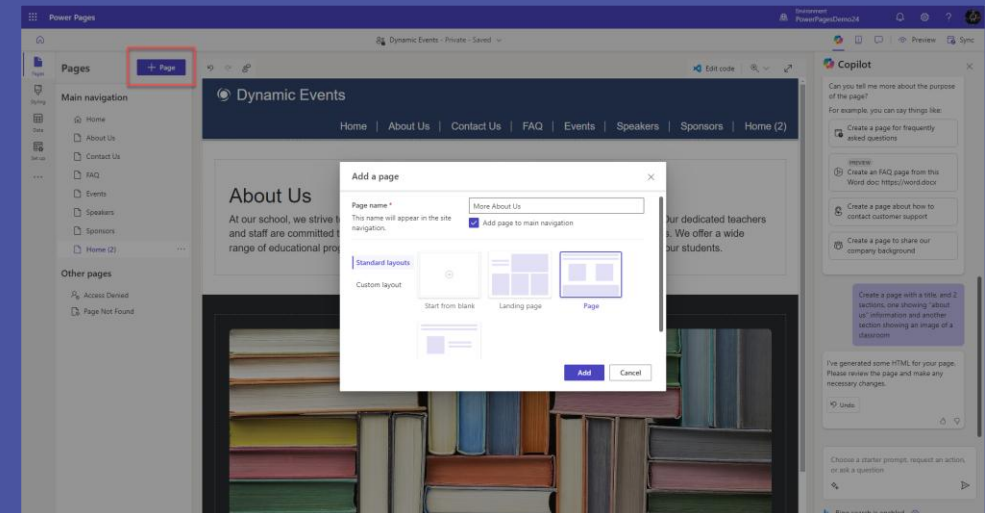 Power Pages
Environment
PowerPagesDemo24
Dynamic Events - Private - Saved
Preview
Sync
Pages
Styling
Data
Set up
Pages
+ Page
Main navigation
Home
About Us
Contact Us
FAQ
Events
Speakers
Sponsors
Home (2)
Other pages
Access Denied
Page Not Found
Edit code
Dynamic Events
Home | About Us | Contact Us | FAQ | Events | Speakers | Sponsors | Home (2)
About Us
At our school, we strive t
Our dedicated teachers
and staff are committed t
s. We offer a wide
range of educational prog
our students.
Add a page
Page name *
This name will appear in the site
navigation.
More About Us
Add page to main navigation
Standard layouts
Custom layout
Start from blank
Landing page
Page
Add
Cancel
Copilot
Can you tell me more about the purpose
of the page?
For example, you can say things like:
Create a page for frequently
asked questions
PREVIEW
Create an FAQ page from this
Word doc: https://word.docx
Create a page about how to
contact customer support
Create a page to share our
company background
Create a page with a title, and 2
sections, one showing "about
us" information and another
section showing an image of a
classroom
I've generated some HTML for your page.
Please review the page and make any
necessary changes.
Undo
Choose a starter prompt, request an action,
or ask a question